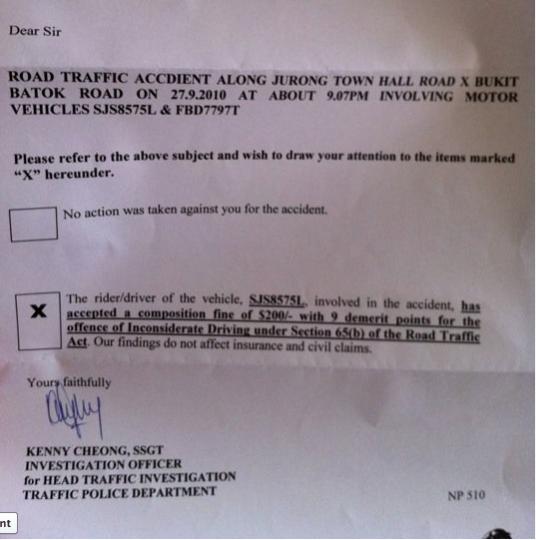 Dear Sir
ROAD TRAFFIC ACCDIENT ALONG JURONG TOWN HALL ROAD X BUKIT
BATOK ROAD ON 27.9.2010 AT ABOUT 9.07PM INVOLVING MOTOR
VEHICLES SJS8575L & FBD7797T
Please refer to the above subject and wish to draw your attention to the items marked
“X” hereunder.
No action was taken against you for the accident.
X
The rider/driver of the vehicle, SJS8575L, involved in the accident, has
accepted a composition fine of $200/- with 9 demerit points for the
offence of Inconsiderate Driving under Section 65(b) of the Road Traffic
Act. Our findings do not affect insurance and civil claims.
Yours faithfully
KENNY CHEONG, SSGT
INVESTIGATION OFFICER
for HEAD TRAFFIC INVESTIGATION
TRAFFIC POLICE DEPARTMENT
NP 510
nt